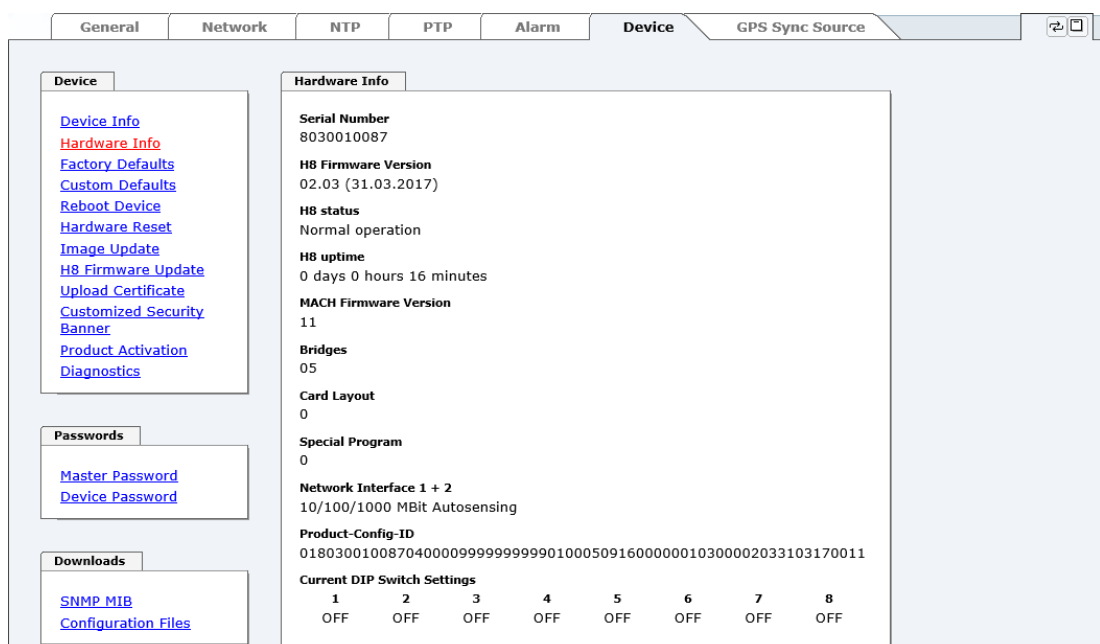 General Network NTP PTP Alarm Device GPS Sync Source
Device
Device Info
Hardware Info
Factory Defaults
Custom Defaults
Reboot Device
Hardware Reset
Image Update
H8 Firmware Update
Upload Certificate
Customized Security
Banner
Product Activation
Diagnostics
Passwords
Master Password
Device Password
Downloads
SNMP MIB
Configuration Files
Hardware Info
Serial Number
8030010087
H8 Firmware Version
02.03 (31.03.2017)
H8 status
Normal operation
H8 uptime
0 days 0 hours 16 minutes
MACH Firmware Version
11
Bridges
05
Card Layout
0
Special Program
0
Network Interface 1 + 2
10/100/1000 MBit Autosensing
Product-Config-ID
0180300100870400009999999999010005091600000010300002033103170011
Current DIP Switch Settings
1 2 3 4 5 6 7 8
OFF OFF OFF OFF OFF OFF OFF OFF